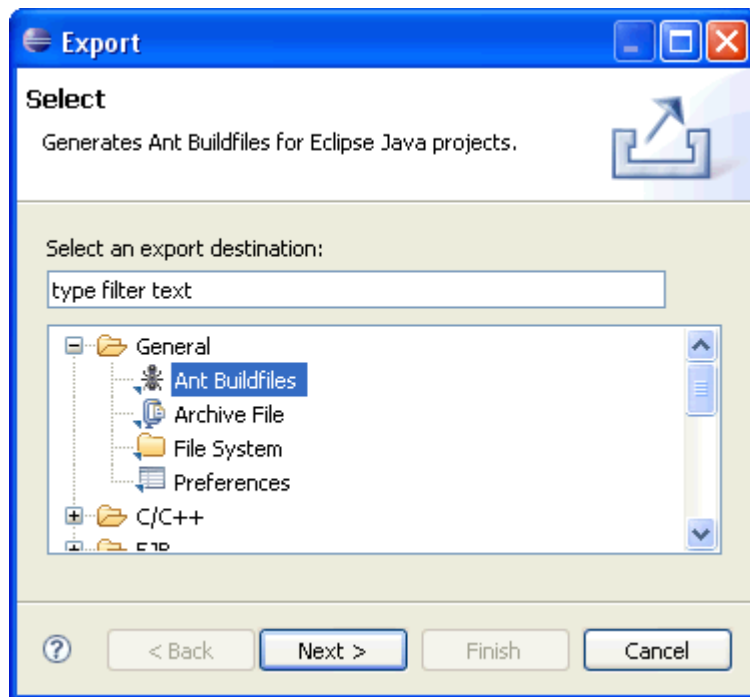 Export
Select
Generates Ant Buildfiles for Eclipse Java projects.
Select an export destination:
type filter text
General
Ant Buildfiles
Archive File
File System
Preferences
C/C++
EJB
? < Back Next > Finish Cancel